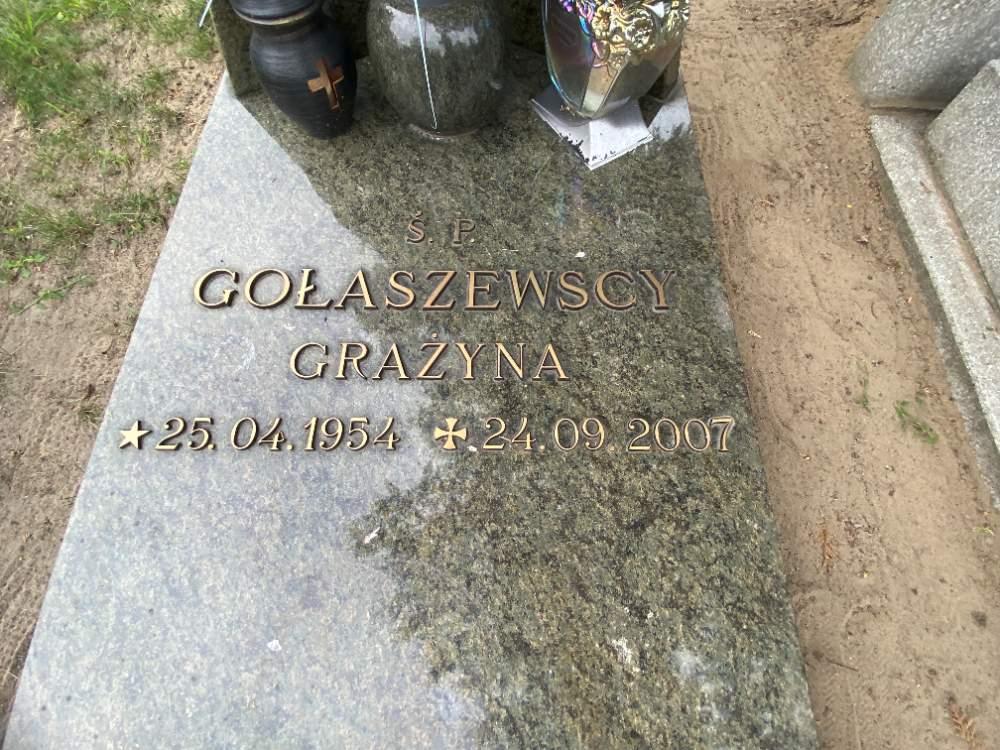 Ś. P.
GOŁASZEWSCY
GRAŻYNA
25.04.1954 24.09.2007